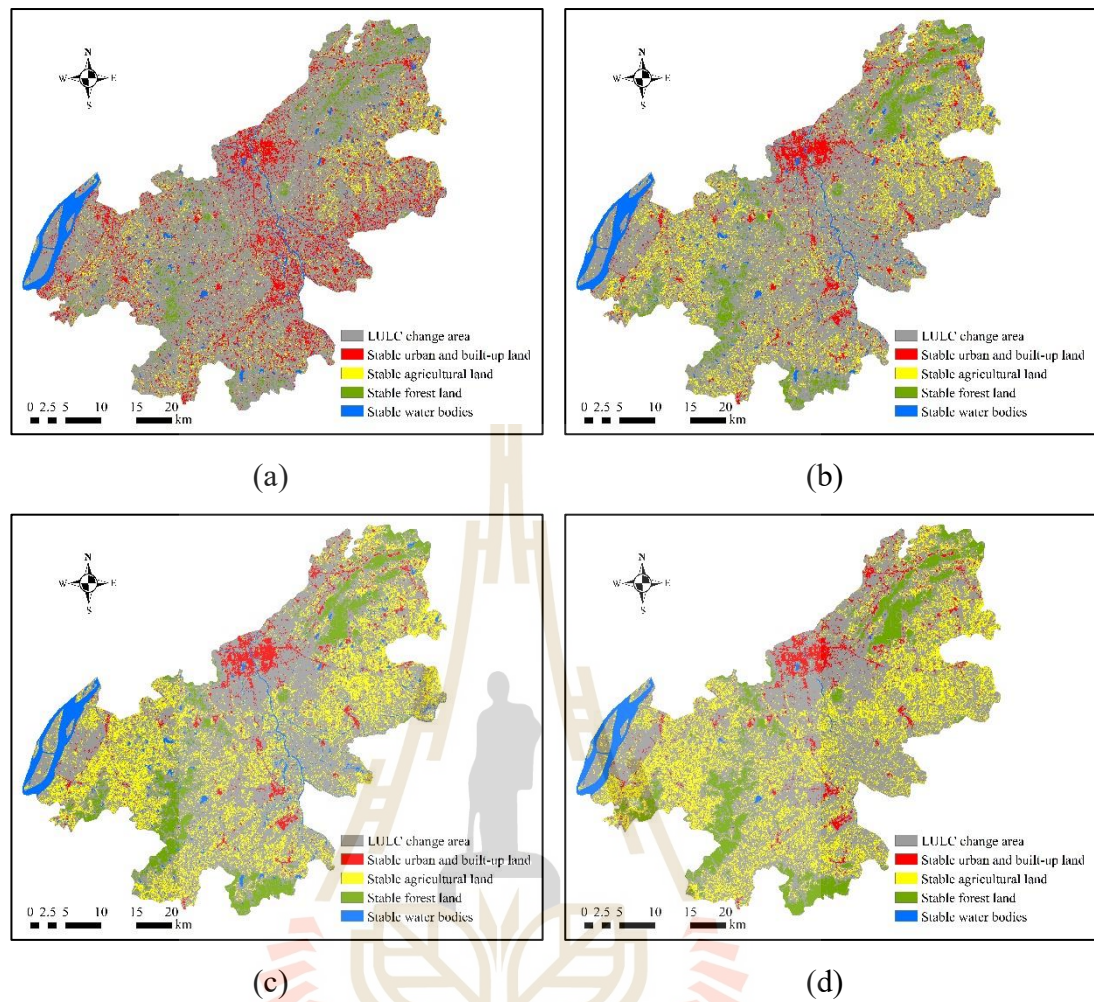 N
W E
S
LULC change area
Stable urban and built-up land
Stable agricultural land
Stable forest land
Stable water bodies
0 2.5 5 10 15 20
km
(a)
N
W E
S
LULC change area
Stable urban and built-up land
Stable agricultural land
Stable forest land
Stable water bodies
0 2.5 5 10 15 20
km
(b)
N
W E
S
LULC change area
Stable urban and built-up land
Stable agricultural land
Stable forest land
Stable water bodies
0 2.5 5 10 15 20
km
(c)
N
W E
S
LULC change area
Stable urban and built-up land
Stable agricultural land
Stable forest land
Stable water bodies
0 2.5 5 10 15 20
km
(d)